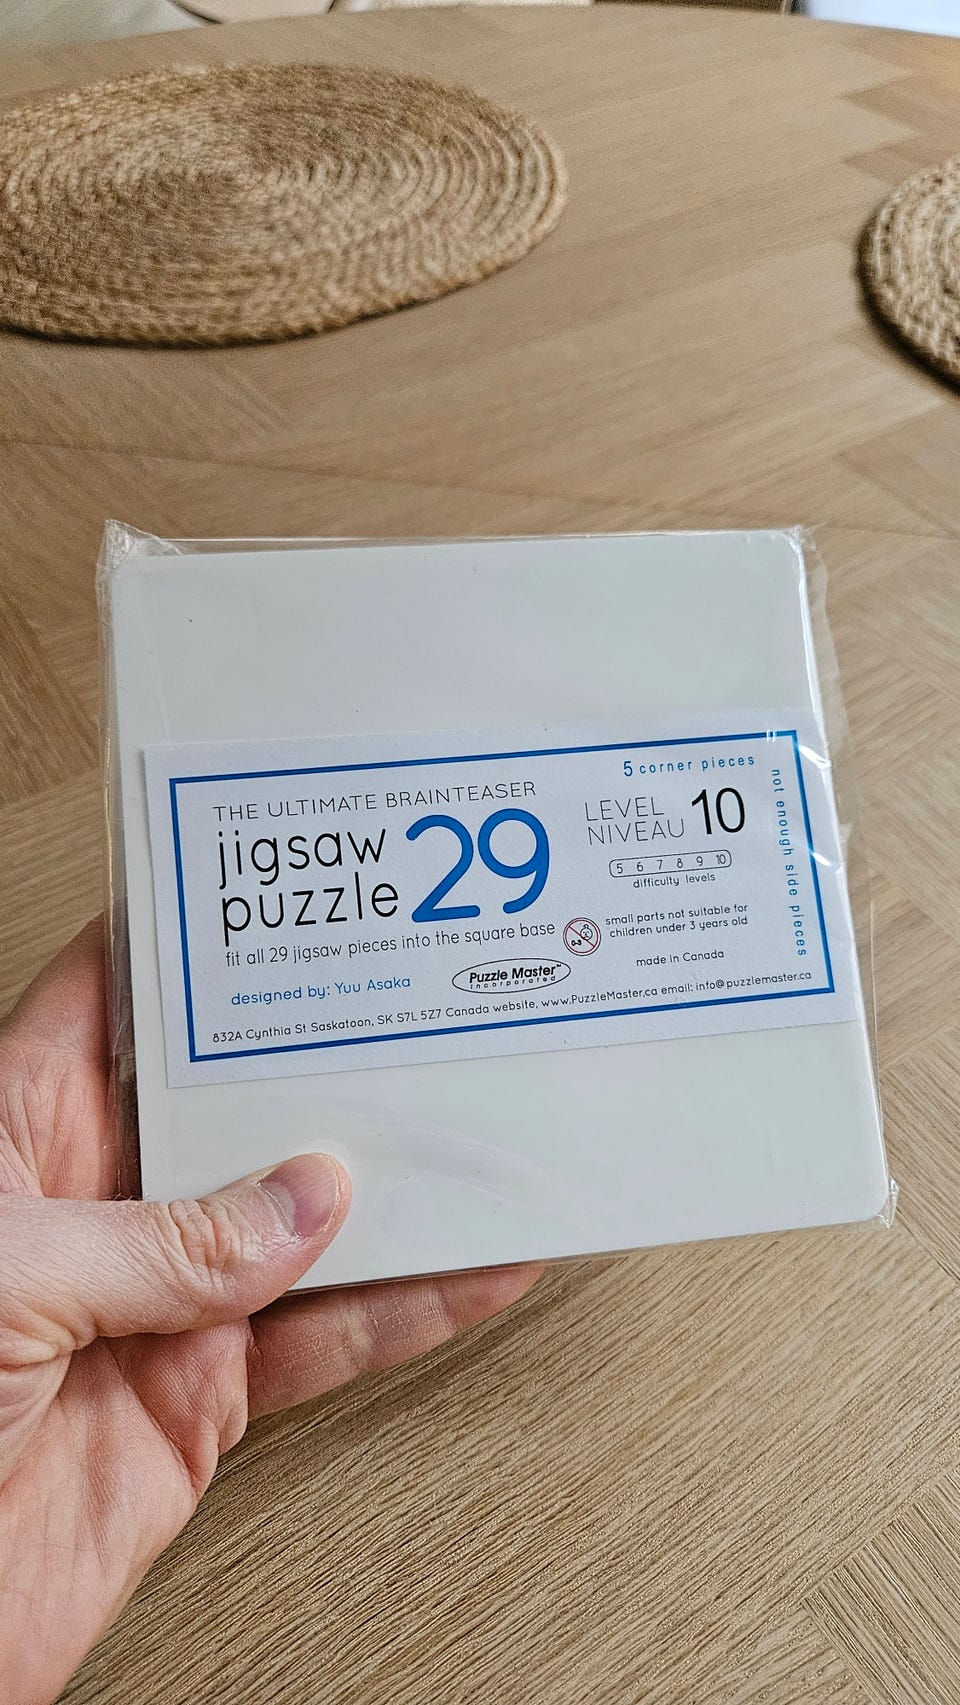 5 corner pieces
THE ULTIMATE BRAINTEASER
jigsaw
puzzle
29
LEVEL
NIVEAU
10
5 6 7 8 9 10
difficulty levels
not enough side pieces
fit all 29 jigsaw pieces into the square base
0-3
small parts not suitable for
children under 3 years old
designed by: Yuu Asaka
Puzzle Master™
incorporated
made in Canada
832A Cynthia St Saskatoon, SK S7L 5Z7 Canada website, www.PuzzleMaster.ca email: info@puzzlemaster.ca